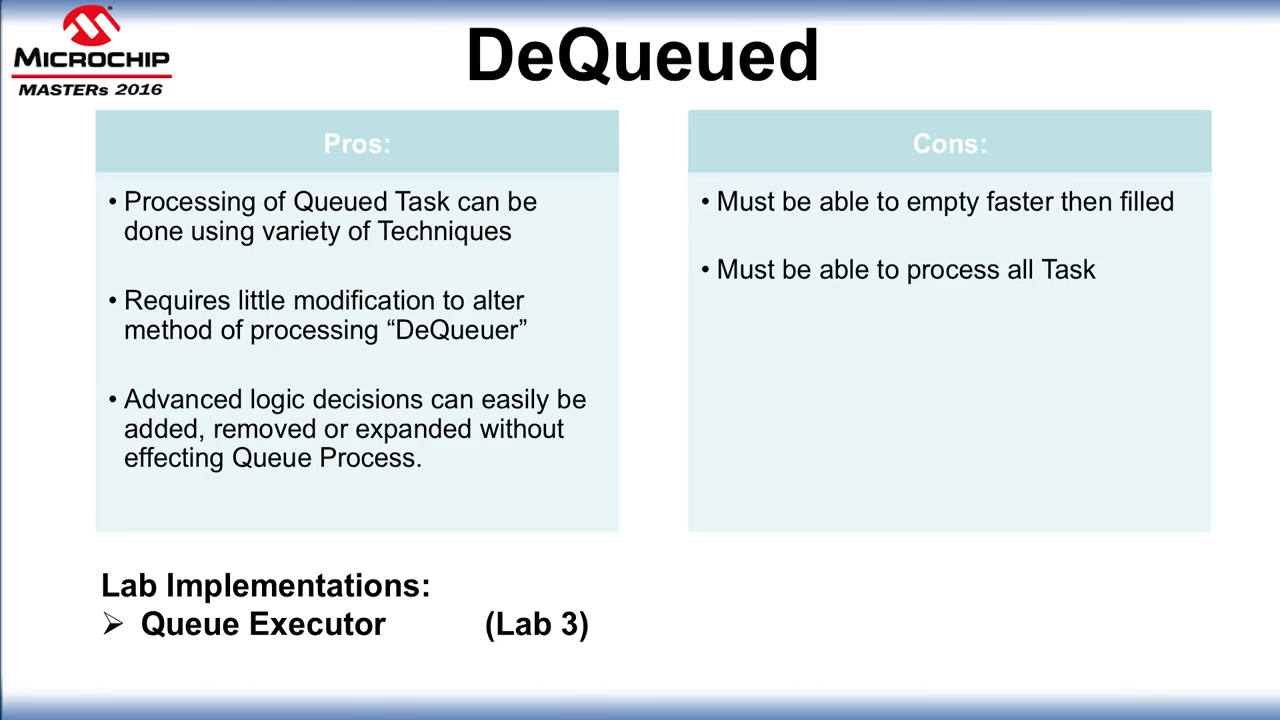 MICROCHIP
MASTERs 2016
DeQueued
Pros:
• Processing of Queued Task can be
done using variety of Techniques
• Requires little modification to alter
method of processing “DeQueuer”
• Advanced logic decisions can easily be
added, removed or expanded without
effecting Queue Process.
Cons:
• Must be able to empty faster then filled
• Must be able to process all Task
Lab Implementations:
➢ Queue Executor (Lab 3)